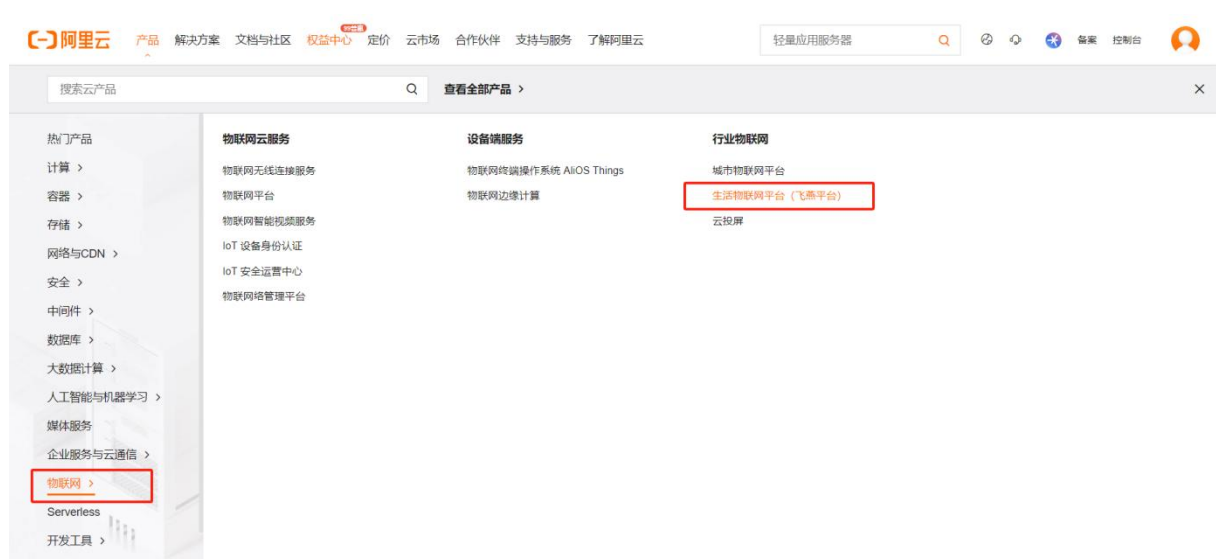 阿里云 产品 解决方案 文档与社区 权益中心 定价 云市场 合作伙伴 支持与服务 了解阿里云 轻量应用服务器 备案 控制台
搜索云产品 查看全部产品 >
热门产品
计算 >
容器 >
存储 >
网络与CDN >
安全 >
中间件 >
数据库 >
大数据计算 >
人工智能与机器学习 >
媒体服务
企业服务与云通信 >
物联网 >
Serverless
开发工具 >
物联网云服务
物联网无线连接服务
物联网平台
物联网智能视频服务
IoT 设备身份认证
IoT 安全运营中心
物联网络管理平台
设备端服务
物联网终端操作系统 AliOS Things
物联网边缘计算
行业物联网
城市物联网平台
生活物联网平台（飞燕平台）
云投屏